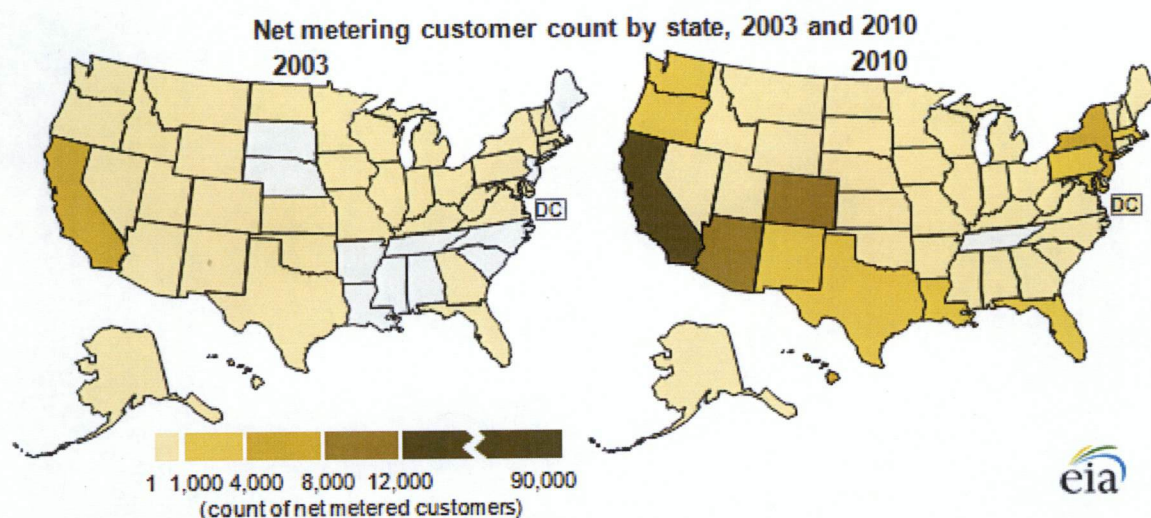 Net metering customer count by state, 2003 and 2010
2003
2010
DC
DC
1 1,000 4,000 8,000 12,000 90,000
(count of net metered customers)
eia